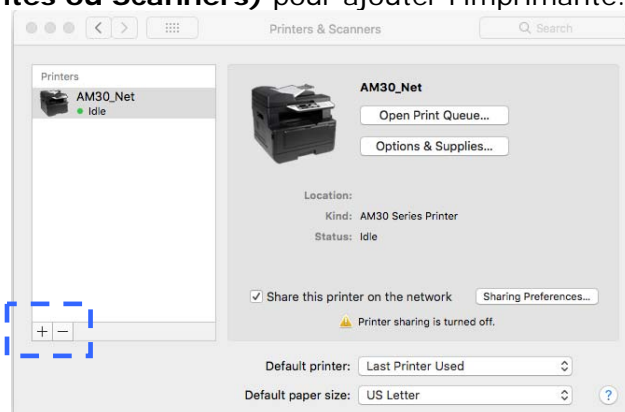 ou Scanners) pour ajouter l'imprimante.
Printers & Scanners
Search
Printers
AM30_Net
Idle
AM30_Net
Open Print Queue...
Options & Supplies...
Location:
Kind: AM30 Series Printer
Status: Idle
Share this printer on the network
Sharing Preferences...
Printer sharing is turned off.
+ −
Default printer: Last Printer Used
Default paper size: US Letter
?